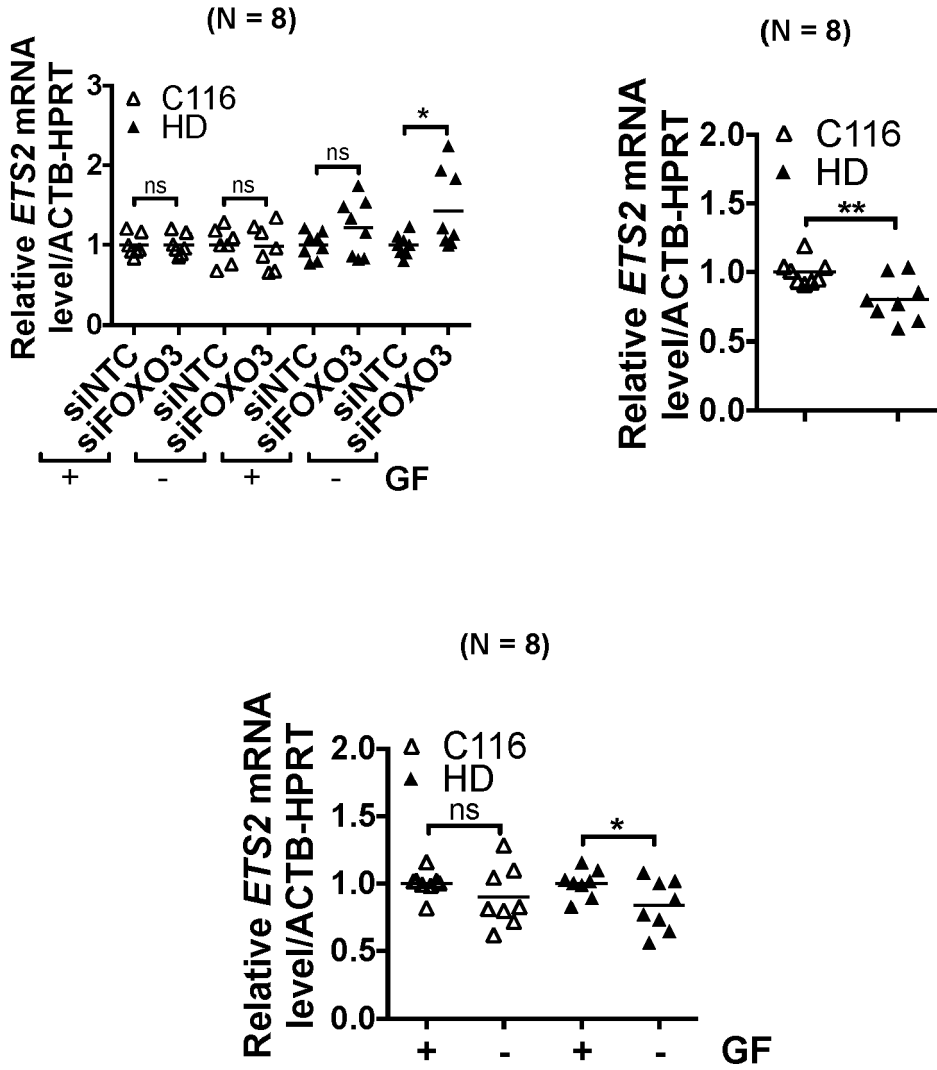 (N = 8)
Relative ETS2 mRNA
level/ACTB-HPRT
3
2
1
0
C116
HD
ns
ns
ns
*
siNTC
siFOXO3
siNTC
siFOXO3
siNTC
siFOXO3
siNTC
siFOXO3
+ - + - GF
(N = 8)
Relative ETS2 mRNA
level/ACTB-HPRT
2.0
1.5
1.0
0.5
0.0
C116
HD
**
(N = 8)
Relative ETS2 mRNA
level/ACTB-HPRT
2.0
1.5
1.0
0.5
0.0
C116
HD
ns
*
+ - + - GF